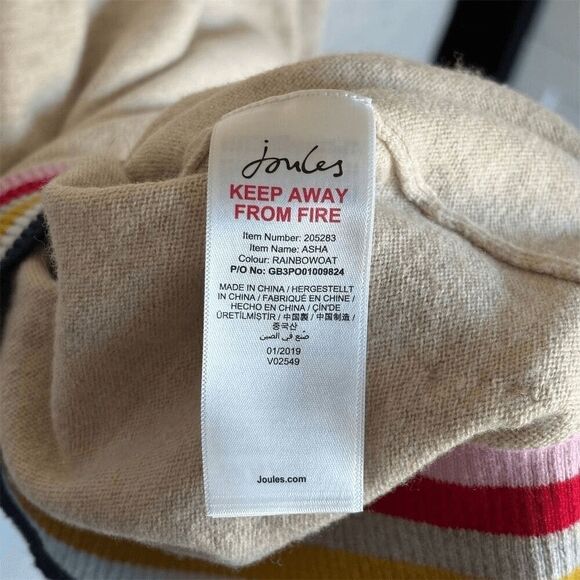 joules
KEEP AWAY
FROM FIRE
Item Number: 205283
Item Name: ASHA
Colour: RAINBOWOAT
P/O No: GB3PO01009824
MADE IN CHINA / HERGESTELLT
IN CHINA / FABRIQUÉ EN CHINE /
HECHO EN CHINA / ÇIN'DE
ÜRETİLMİŞTİR / 中国製 / 中国制造 /
중국산
صنع في الصين
01/2019
V02549
Joules.com